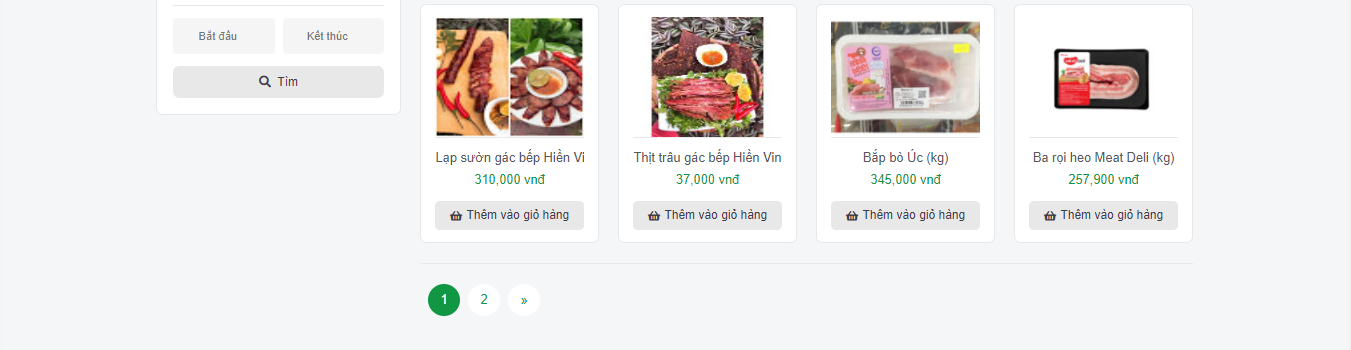 Bắt đầu
Kết thúc
Tìm
Lạp sườn gác bếp Hiền Vi
310,000 vnđ
Thêm vào giỏ hàng
Thịt trâu gác bếp Hiền Vin
37,000 vnđ
Thêm vào giỏ hàng
Bắp bò Úc (kg)
345,000 vnđ
Thêm vào giỏ hàng
Ba rọi heo Meat Deli (kg)
257,900 vnđ
Thêm vào giỏ hàng
1 2 »